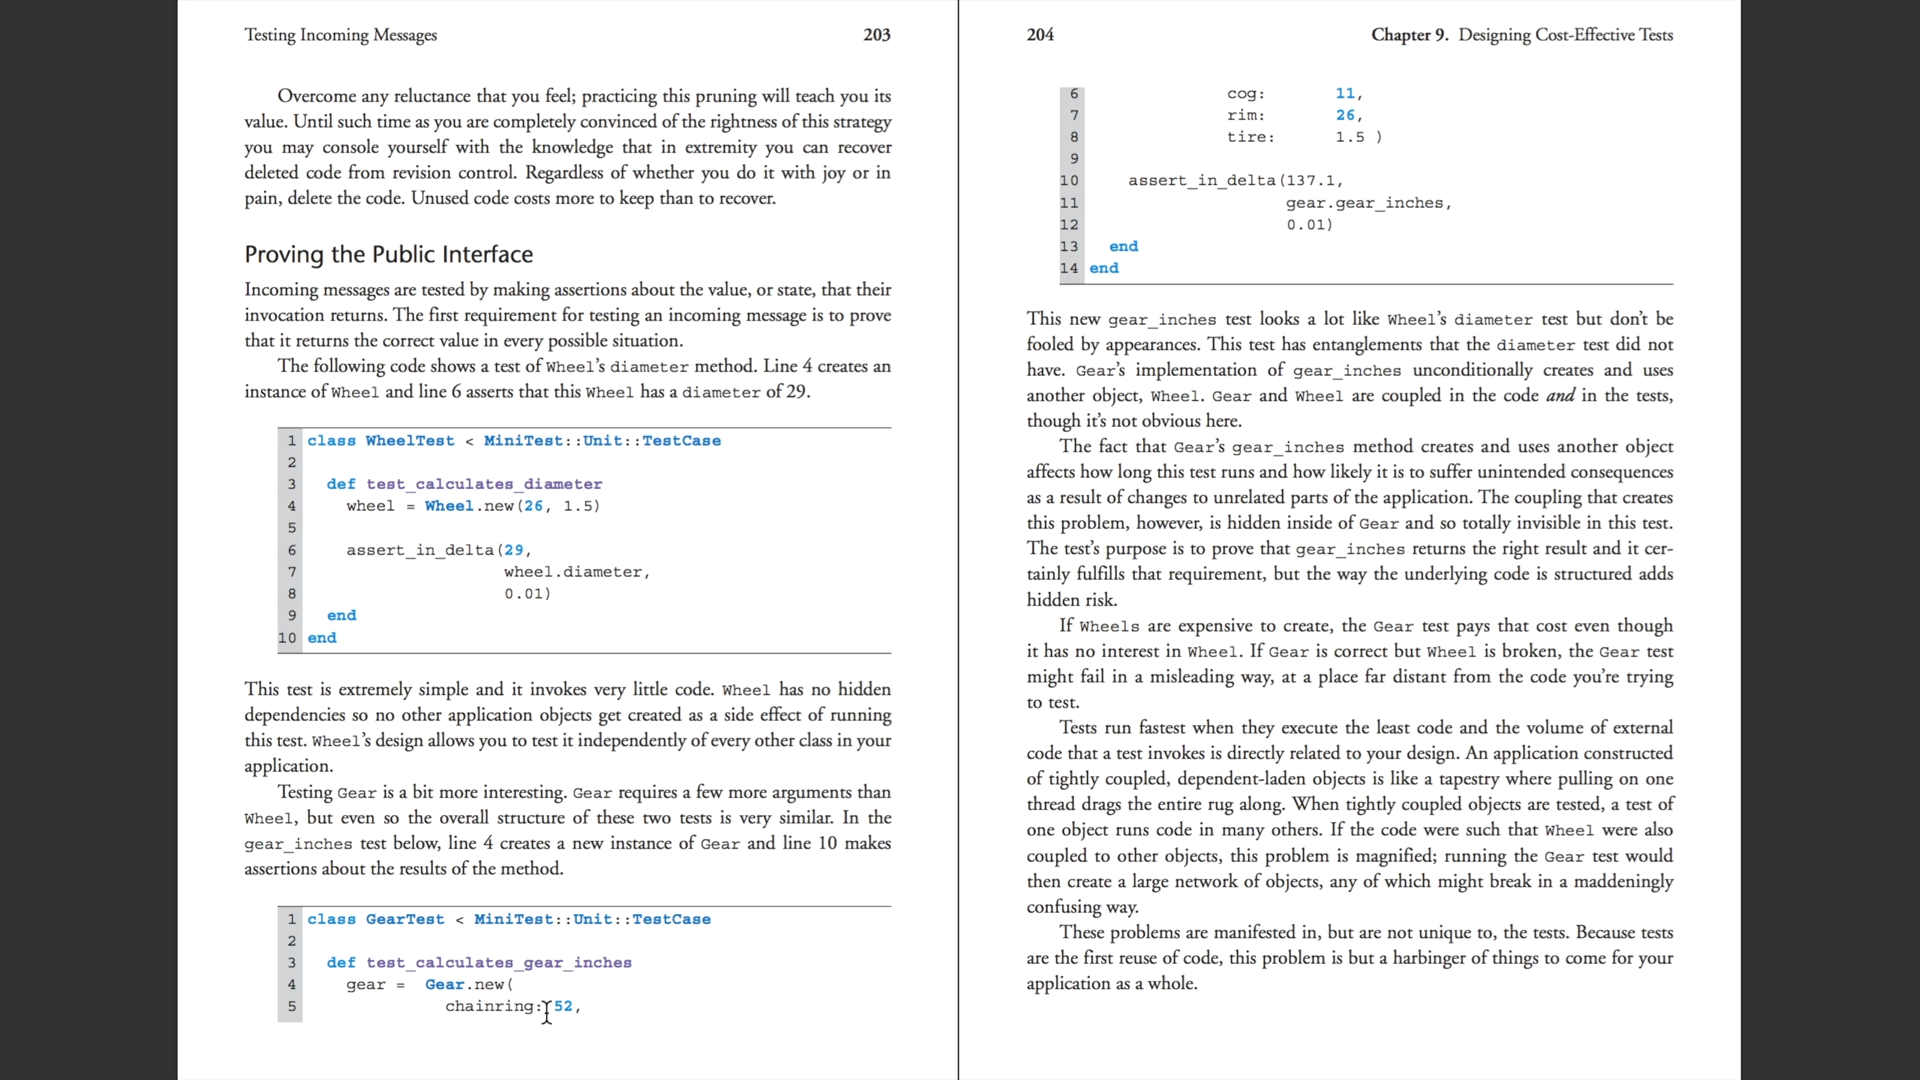 Testing Incoming Messages 203
Overcome any reluctance that you feel; practicing this pruning will teach you its
value. Until such time as you are completely convinced of the rightness of this strategy
you may console yourself with the knowledge that in extremity you can recover
deleted code from revision control. Regardless of whether you do it with joy or in
pain, delete the code. Unused code costs more to keep than to recover.
Proving the Public Interface
Incoming messages are tested by making assertions about the value, or state, that their
invocation returns. The first requirement for testing an incoming message is to prove
that it returns the correct value in every possible situation.
The following code shows a test of Wheel’s diameter method. Line 4 creates an
instance of Wheel and line 6 asserts that this Wheel has a diameter of 29.
1 class WheelTest < MiniTest::Unit::TestCase
2
3 def test_calculates_diameter
4 wheel = Wheel.new(26, 1.5)
5
6 assert_in_delta(29,
7 wheel.diameter,
8 0.01)
9 end
10 end
This test is extremely simple and it invokes very little code. Wheel has no hidden
dependencies so no other application objects get created as a side effect of running
this test. Wheel’s design allows you to test it independently of every other class in your
application.
Testing Gear is a bit more interesting. Gear requires a few more arguments than
Wheel, but even so the overall structure of these two tests is very similar. In the
gear_inches test below, line 4 creates a new instance of Gear and line 10 makes
assertions about the results of the method.
1 class GearTest < MiniTest::Unit::TestCase
2
3 def test_calculates_gear_inches
4 gear = Gear.new(
5 chainring: 52,
204 Chapter 9. Designing Cost-Effective Tests
6 cog: 11,
7 rim: 26,
8 tire: 1.5 )
9
10 assert_in_delta(137.1,
11 gear.gear_inches,
12 0.01)
13 end
14 end
This new gear_inches test looks a lot like Wheel’s diameter test but don’t be
fooled by appearances. This test has entanglements that the diameter test did not
have. Gear’s implementation of gear_inches unconditionally creates and uses
another object, Wheel. Gear and Wheel are coupled in the code and in the tests,
though it’s not obvious here.
The fact that Gear’s gear_inches method creates and uses another object
affects how long this test runs and how likely it is to suffer unintended consequences
as a result of changes to unrelated parts of the application. The coupling that creates
this problem, however, is hidden inside of Gear and so totally invisible in this test.
The test’s purpose is to prove that gear_inches returns the right result and it cer-
tainly fulfills that requirement, but the way the underlying code is structured adds
hidden risk.
If Wheels are expensive to create, the Gear test pays that cost even though
it has no interest in Wheel. If Gear is correct but Wheel is broken, the Gear test
might fail in a misleading way, at a place far distant from the code you’re trying
to test.
Tests run fastest when they execute the least code and the volume of external
code that a test invokes is directly related to your design. An application constructed
of tightly coupled, dependent-laden objects is like a tapestry where pulling on one
thread drags the entire rug along. When tightly coupled objects are tested, a test of
one object runs code in many others. If the code were such that Wheel were also
coupled to other objects, this problem is magnified; running the Gear test would
then create a large network of objects, any of which might break in a maddeningly
confusing way.
These problems are manifested in, but are not unique to, the tests. Because tests
are the first reuse of code, this problem is but a harbinger of things to come for your
application as a whole.